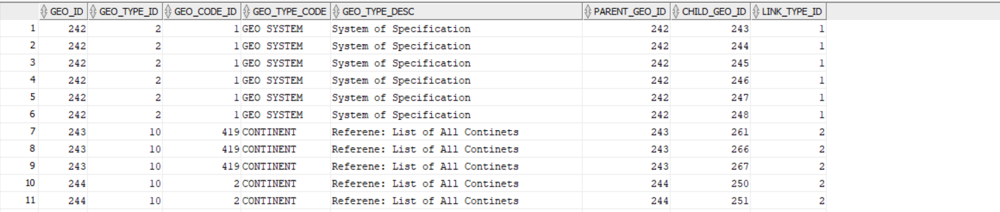 GEO_ID GEO_TYPE_ID GEO_CODE_ID GEO_TYPE_CODE GEO_TYPE_DESC PARENT_GEO_ID CHILD_GEO_ID LINK_TYPE_ID
1 242 2 1 GEO SYSTEM System of Specification 242 243 1
2 242 2 1 GEO SYSTEM System of Specification 242 244 1
3 242 2 1 GEO SYSTEM System of Specification 242 245 1
4 242 2 1 GEO SYSTEM System of Specification 242 246 1
5 242 2 1 GEO SYSTEM System of Specification 242 247 1
6 242 2 1 GEO SYSTEM System of Specification 242 248 1
7 243 10 419 CONTINENT Referene: List of All Continets 243 261 2
8 243 10 419 CONTINENT Referene: List of All Continets 243 266 2
9 243 10 419 CONTINENT Referene: List of All Continets 243 267 2
10 244 10 2 CONTINENT Referene: List of All Continets 244 250 2
11 244 10 2 CONTINENT Referene: List of All Continets 244 251 2